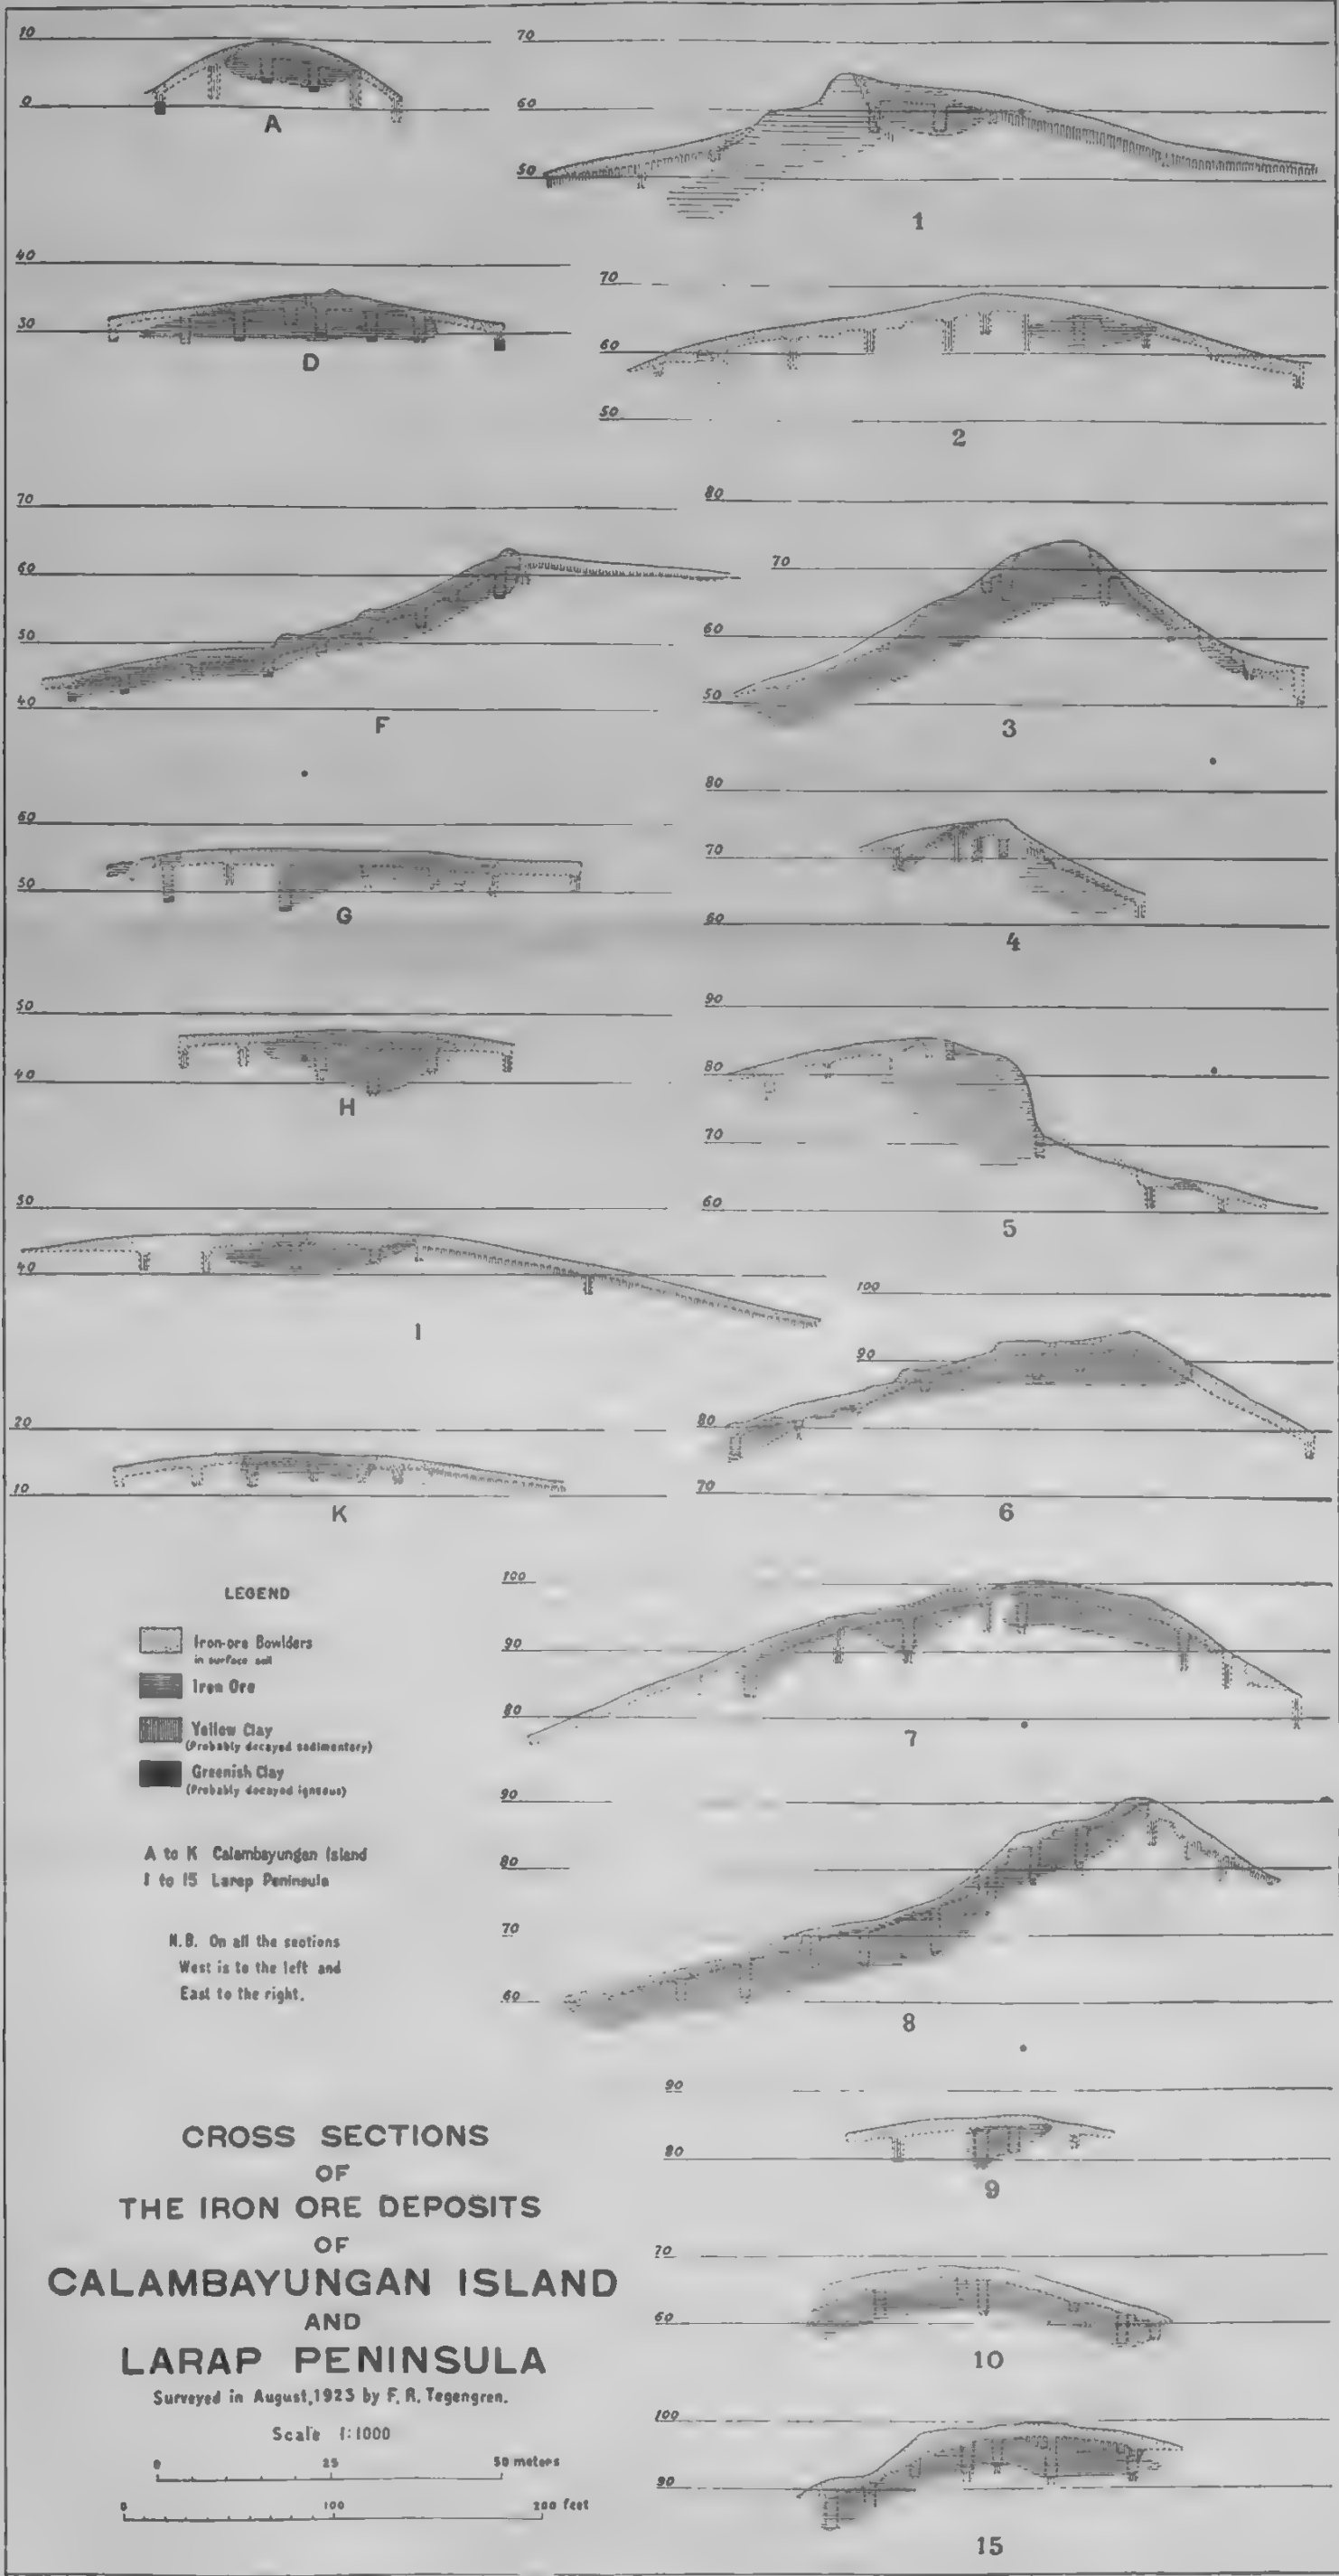 10
0
A
70
60
50
1
40
30
D
70
60
50
2
70
60
50
40
F
80
70
60
50
3
60
50
G
80
70
60
4
50
40
H
90
80
70
60
5
50
40
I
100
90
80
70
6
20
10
K
LEGEND
Iron-ore Bowlders
in surface soil
Iron Ore
Yellow Clay
(Probably decayed sedimentary)
Greenish Clay
(Probably decayed igneous)
A to K Calambayungan Island
1 to 15 Larap Peninsula
N.B. On all the sections
West is to the left and
East to the right.
100
90
80
7
90
80
70
60
8
90
80
9
70
60
10
100
90
15
CROSS SECTIONS
OF
THE IRON ORE DEPOSITS
OF
CALAMBAYUNGAN ISLAND
AND
LARAP PENINSULA
Surveyed in August, 1923 by F. R. Tegengren.
Scale 1:1000
0 25 50 meters
0 100 200 feet